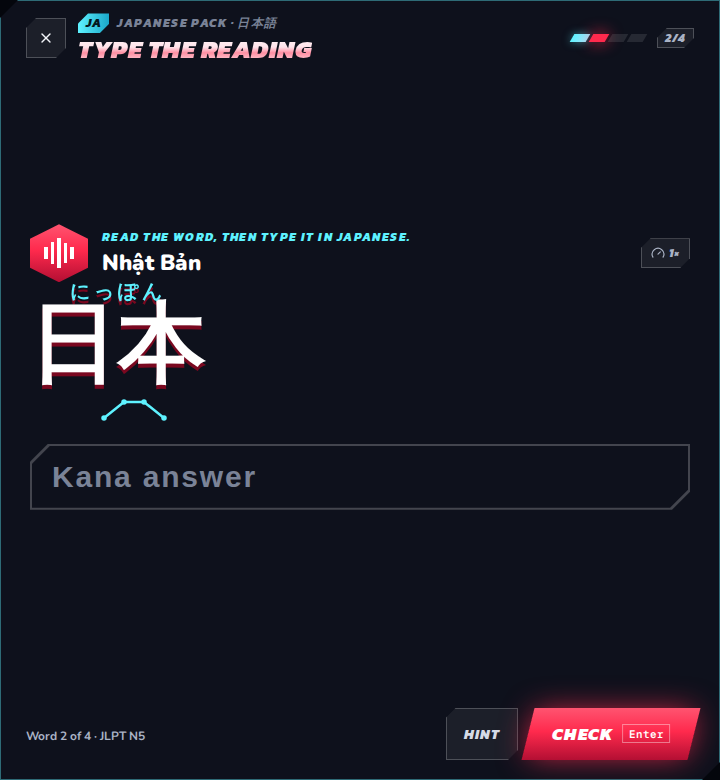 JA JAPANESE PACK · 日本語
TYPE THE READING
2/4
READ THE WORD, THEN TYPE IT IN JAPANESE.
Nhật Bản
1x
にっぽん
日本
Kana answer
Word 2 of 4 · JLPT N5
HINT
CHECK Enter